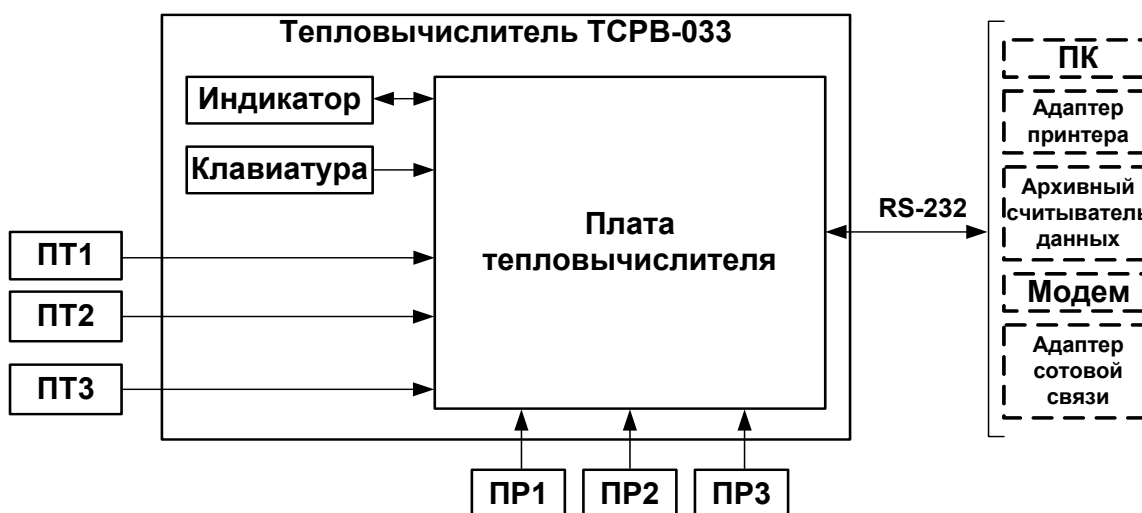 Тепловычислитель ТСРВ-033
Индикатор
Клавиатура
Плата
тепловычислителя
ПТ1
ПТ2
ПТ3
ПР1
ПР2
ПР3
RS-232
ПК
Адаптер
принтера
Архивный
считыватель
данных
Модем
Адаптер
сотовой
связи